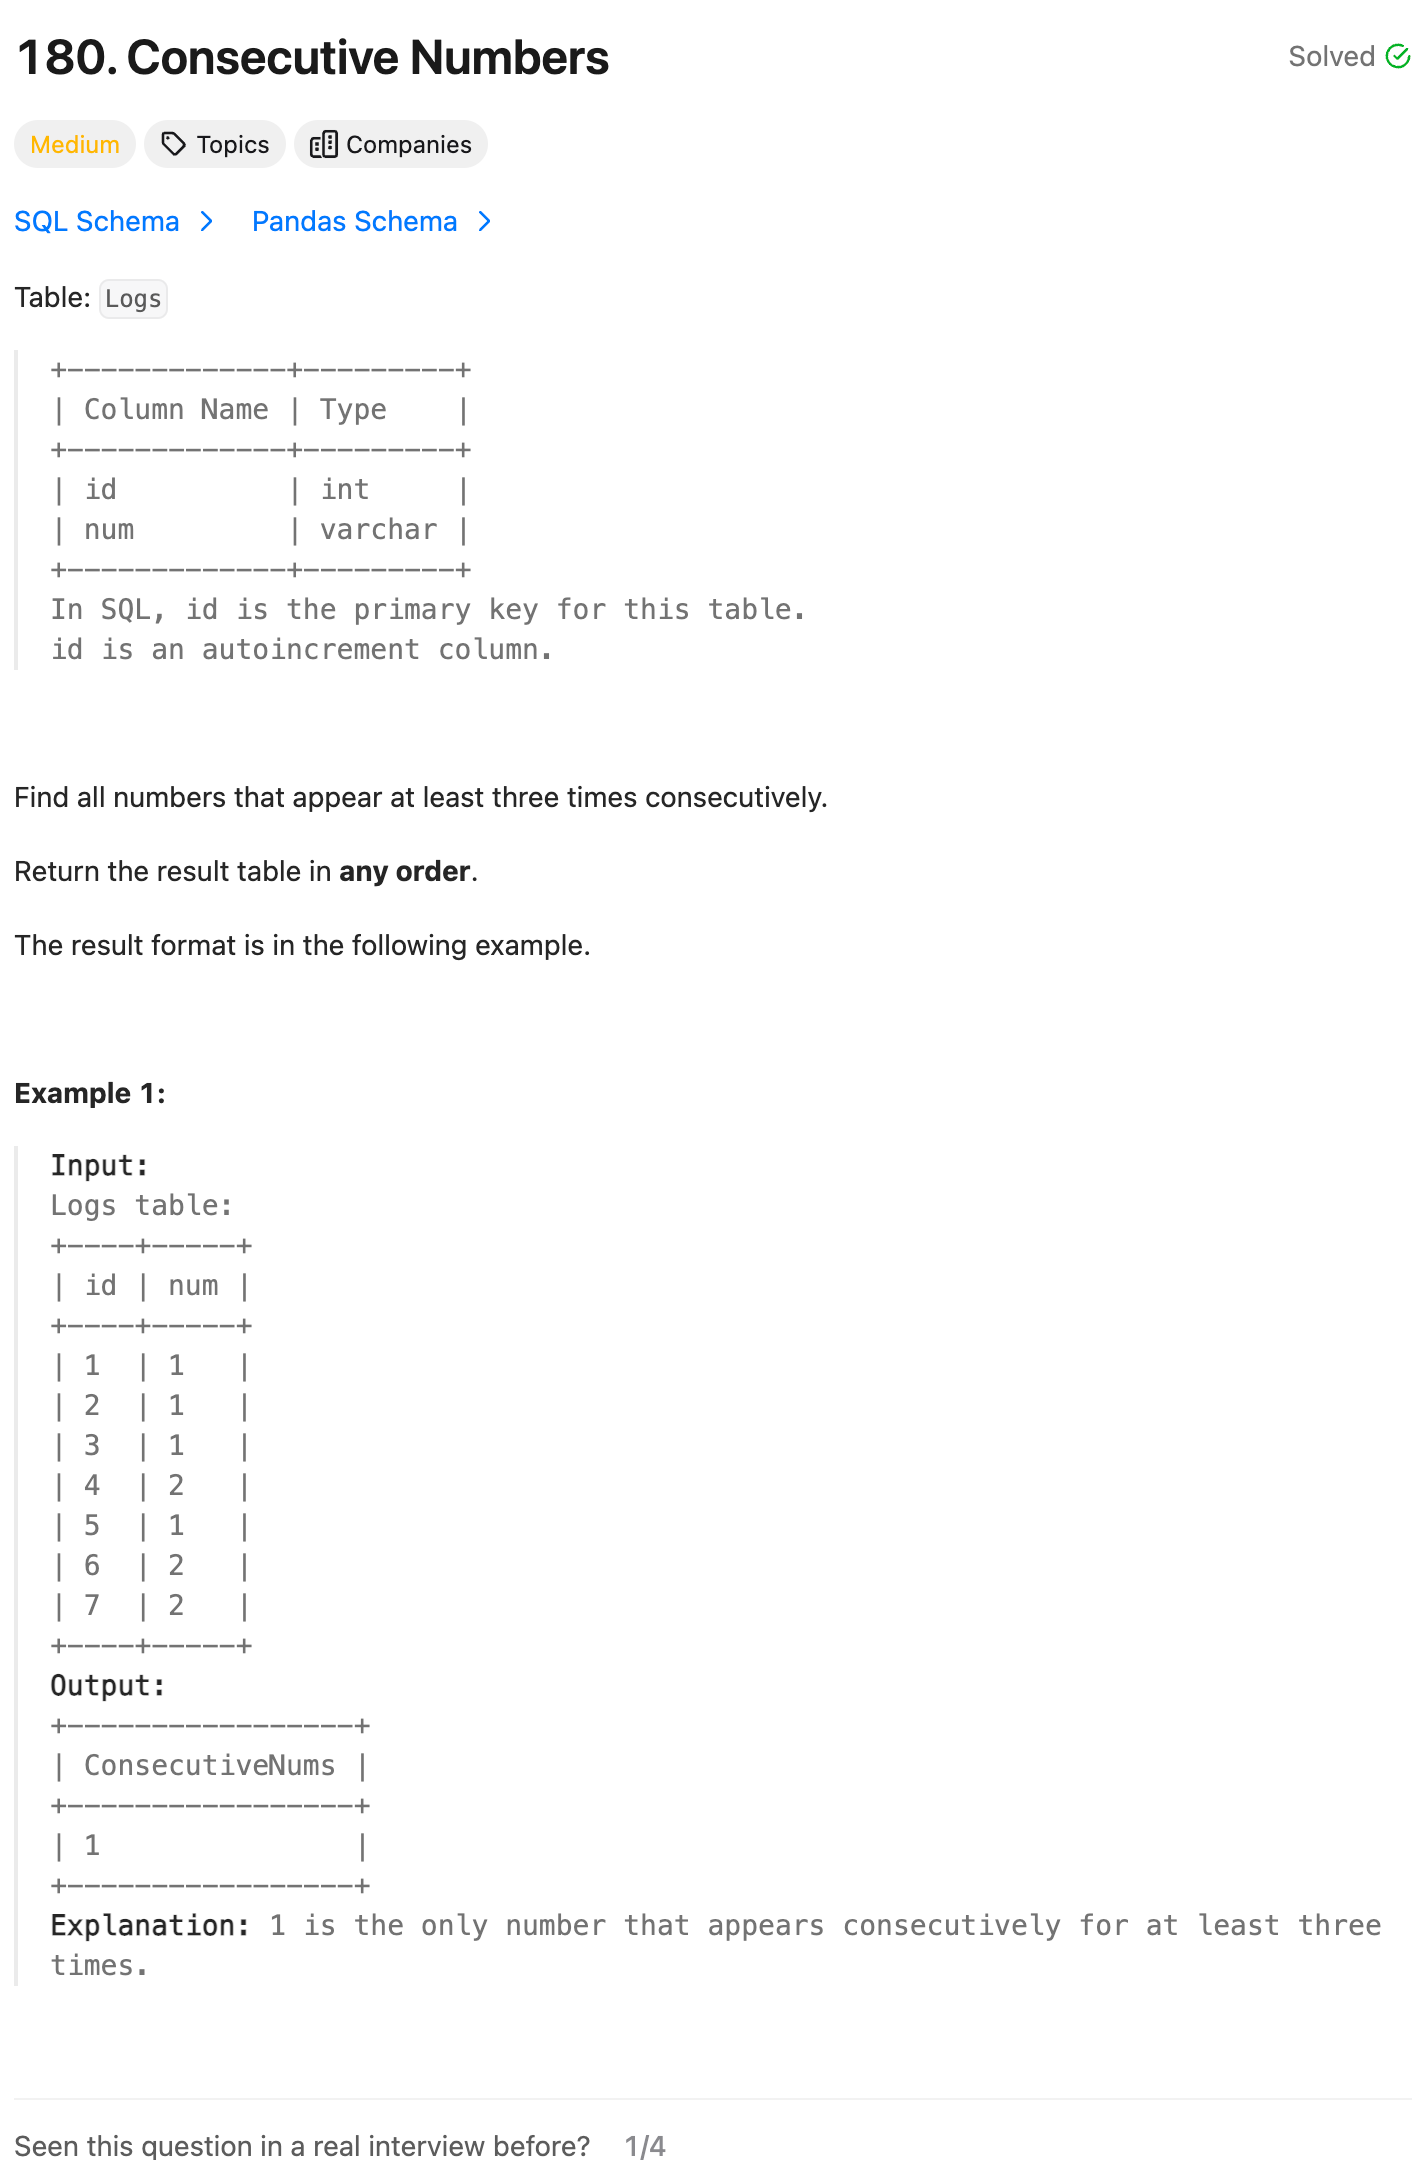 180. Consecutive Numbers
Solved
Medium
Topics
Companies
SQL Schema
Pandas Schema
Table: Logs
+-------------+---------+
| Column Name | Type    |
+-------------+---------+
| id          | int     |
| num         | varchar |
+-------------+---------+
In SQL, id is the primary key for this table.
id is an autoincrement column.
Find all numbers that appear at least three times consecutively.
Return the result table in any order.
The result format is in the following example.
Example 1:
Input:
Logs table:
+----+-----+
| id | num |
+----+-----+
| 1  | 1   |
| 2  | 1   |
| 3  | 1   |
| 4  | 2   |
| 5  | 1   |
| 6  | 2   |
| 7  | 2   |
+----+-----+
Output:
+-----------------+
| ConsecutiveNums |
+-----------------+
| 1               |
+-----------------+
Explanation: 1 is the only number that appears consecutively for at least three
times.
Seen this question in a real interview before? 1/4